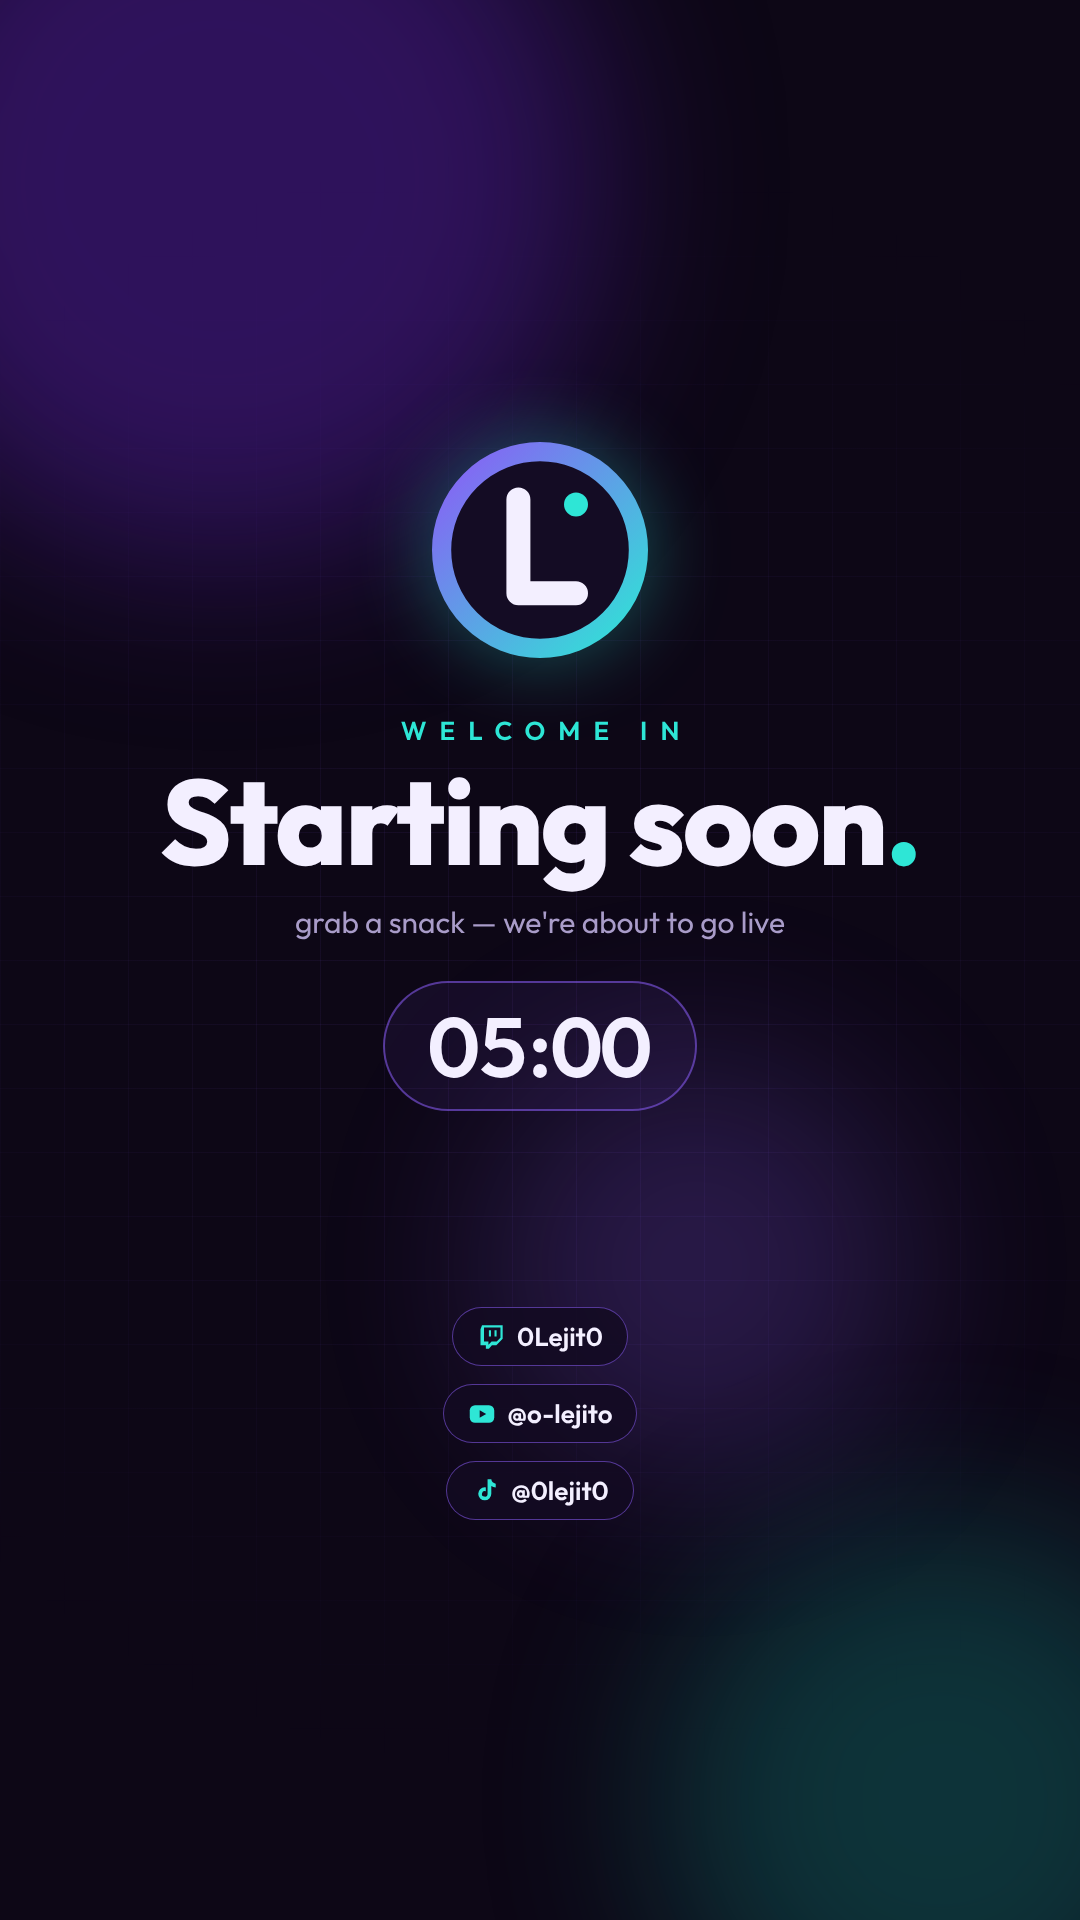 L
WELCOME IN
Starting soon.
grab a snack — we're about to go live
05:00
0Lejit0
@o-lejito
@0lejit0